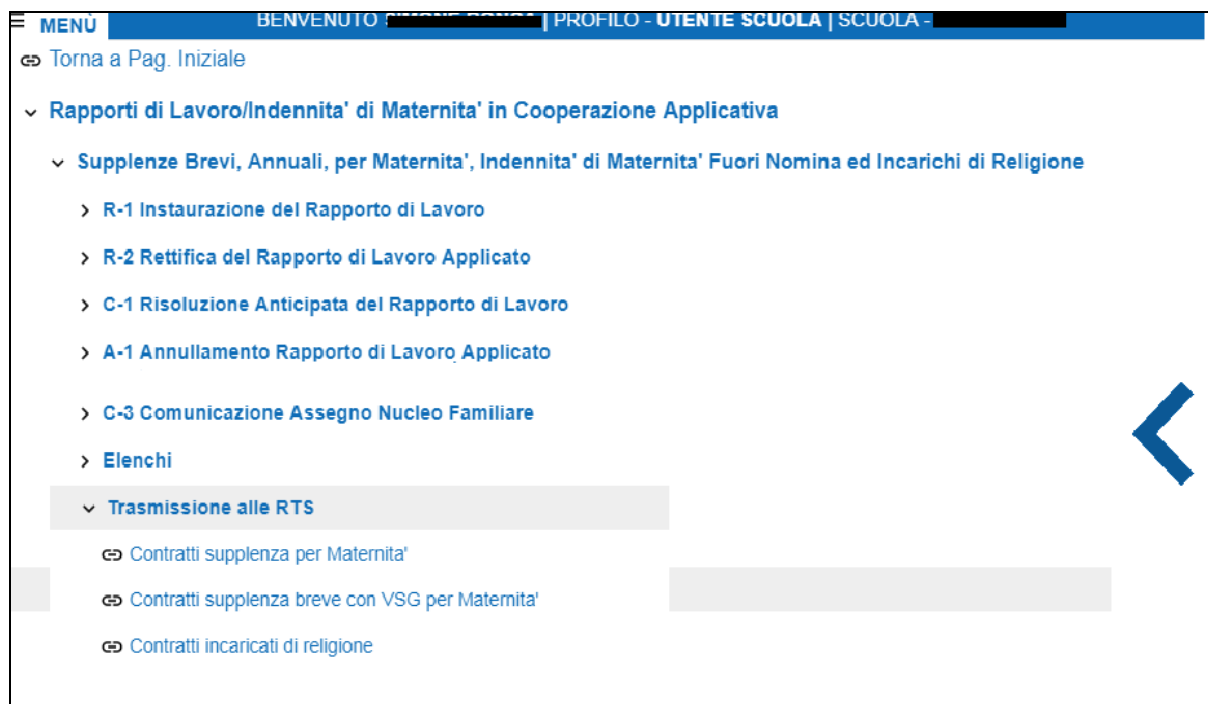 MENÙ BENVENUTO | PROFILO - UTENTE SCUOLA | SCUOLA -
Torna a Pag. Iniziale
Rapporti di Lavoro/Indennita' di Maternita' in Cooperazione Applicativa
Supplenze Brevi, Annuali, per Maternita', Indennita' di Maternita' Fuori Nomina ed Incarichi di Religione
R-1 Instaurazione del Rapporto di Lavoro
R-2 Rettifica del Rapporto di Lavoro Applicato
C-1 Risoluzione Anticipata del Rapporto di Lavoro
A-1 Annullamento Rapporto di Lavoro Applicato
C-3 Comunicazione Assegno Nucleo Familiare
Elenchi
Trasmissione alle RTS
Contratti supplenza per Maternita'
Contratti supplenza breve con VSG per Maternita'
Contratti incaricati di religione